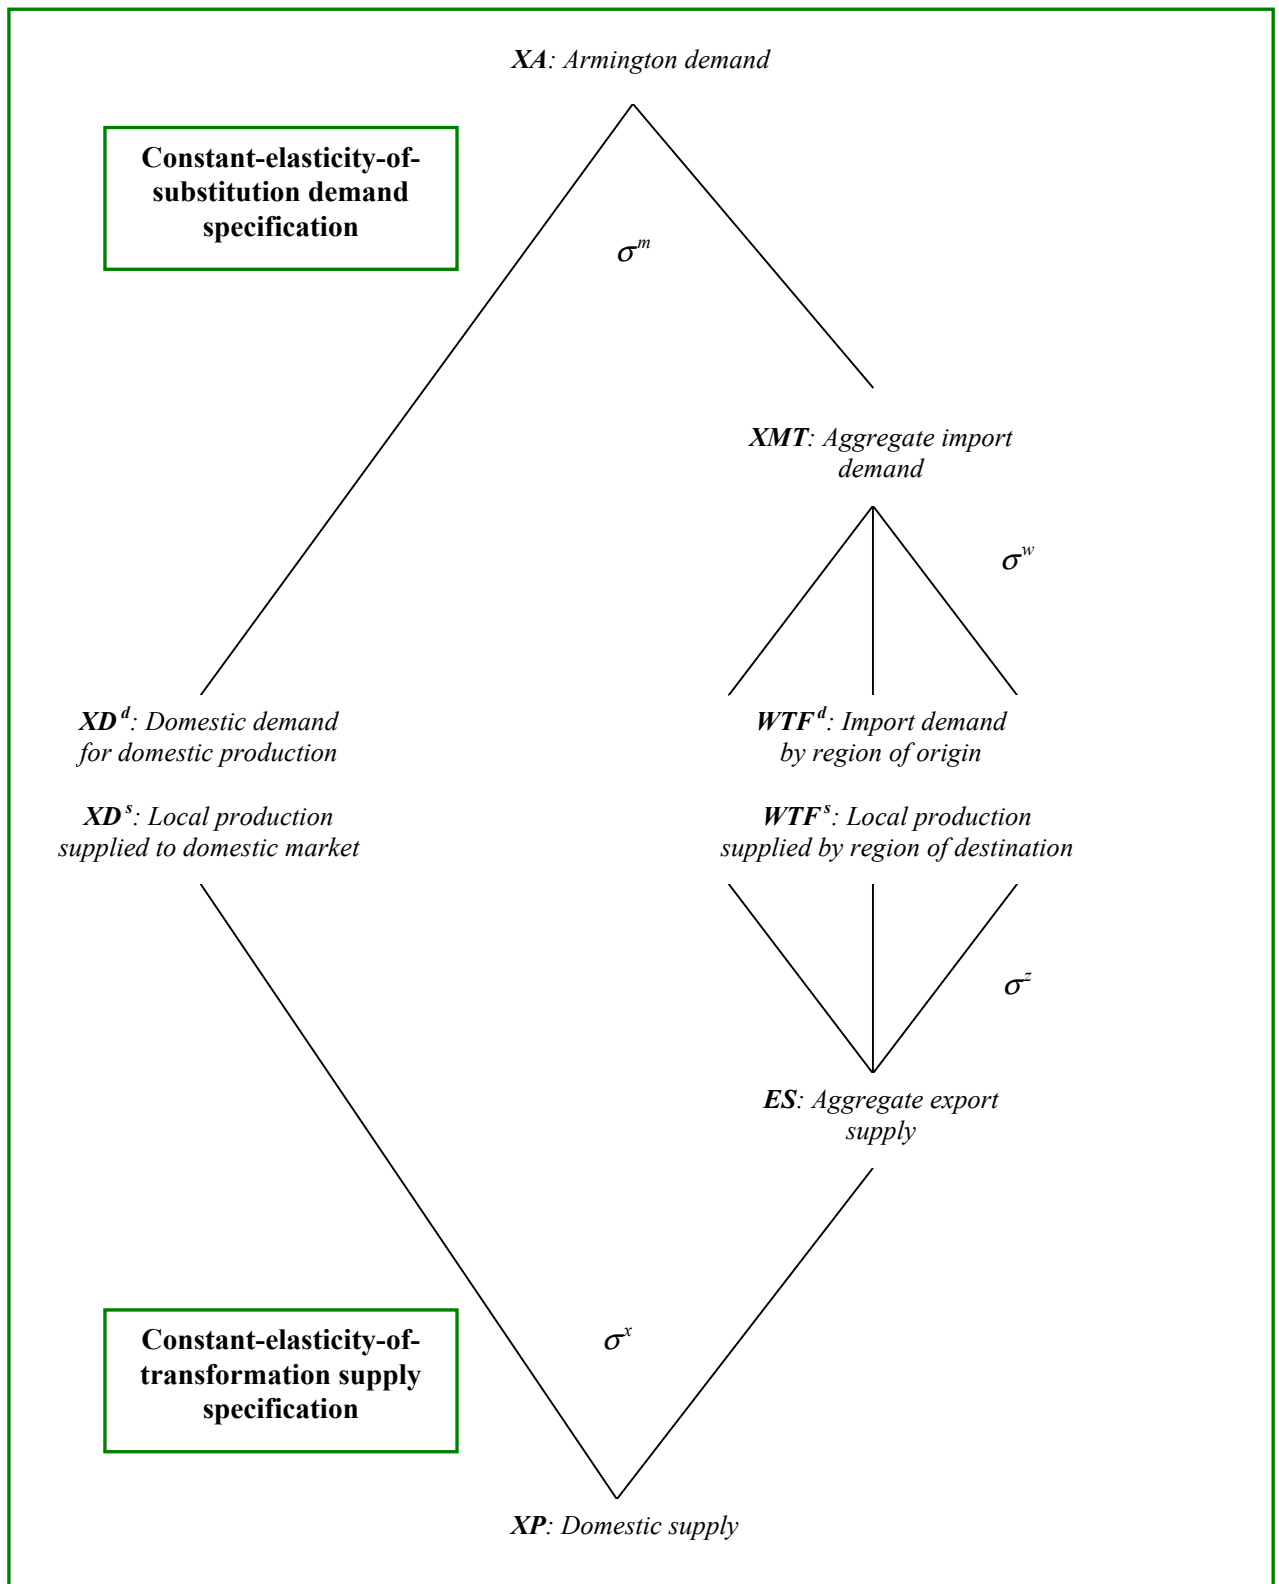 XA: Armington demand
Constant-elasticity-of-
substitution demand
specification
σ^m
XMT: Aggregate import
demand
σ^w
XD^d: Domestic demand
for domestic production
WTF^d: Import demand
by region of origin
XD^s: Local production
supplied to domestic market
WTF^s: Local production
supplied by region of destination
σ^z
ES: Aggregate export
supply
Constant-elasticity-of-
transformation supply
specification
σ^x
XP: Domestic supply